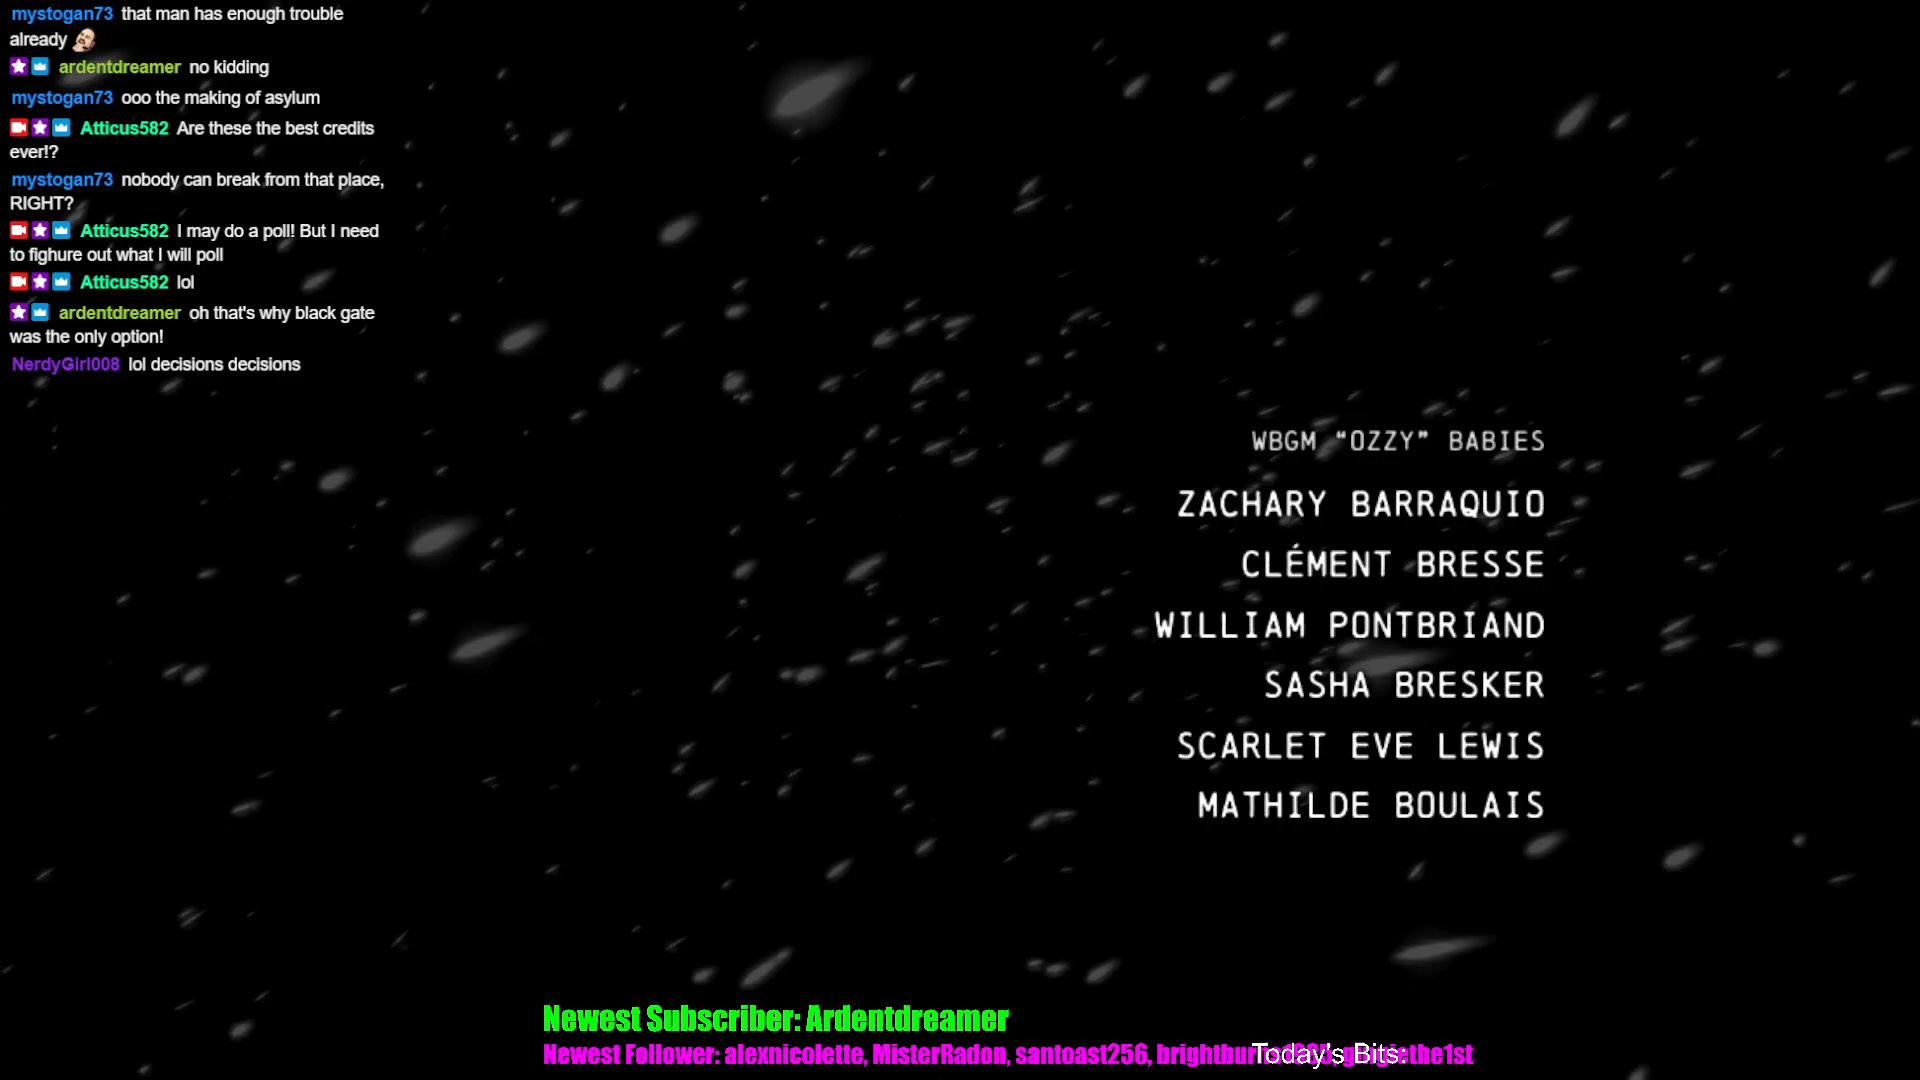 mystogan73 that man has enough trouble
already
ardentdreamer no kidding
mystogan73 ooo the making of asylum
Atticus582 Are these the best credits
ever!?
mystogan73 nobody can break from that place,
RIGHT?
Atticus582 I may do a poll! But I need
to fighure out what I will poll
Atticus582 lol
ardentdreamer oh that's why black gate
was the only option!
NerdyGirl008 lol decisions decisions
WBGM “OZZY” BABIES
ZACHARY BARRAQUIO
CLÉMENT BRESSE
WILLIAM PONTBRIAND
SASHA BRESKER
SCARLET EVE LEWIS
MATHILDE BOULAIS
Newest Subscriber: Ardentdreamer
Newest Follower: alexnicolette, MisterRadon, santoast256,
Today's Bits: